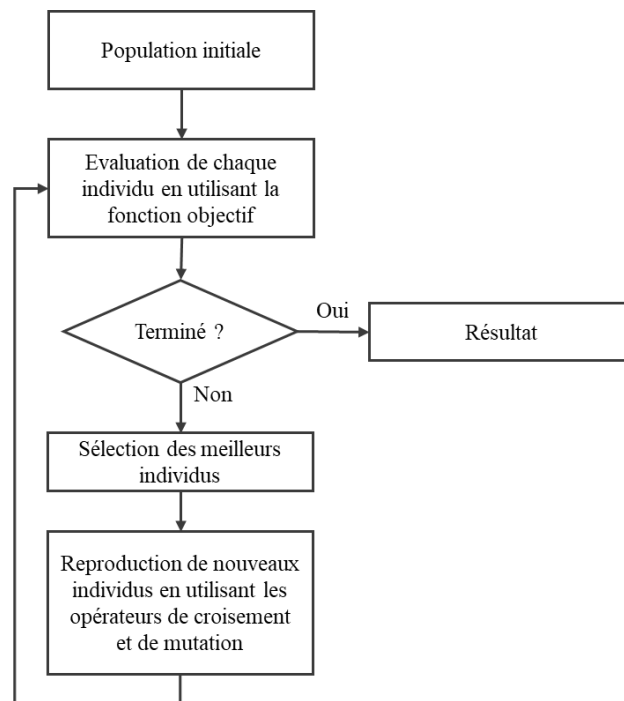 Population initiale
Evaluation de chaque
individu en utilisant la
fonction objectif
Terminé ?
Oui
Résultat
Non
Sélection des meilleurs
individus
Reproduction de nouveaux
individus en utilisant les
opérateurs de croisement
et de mutation